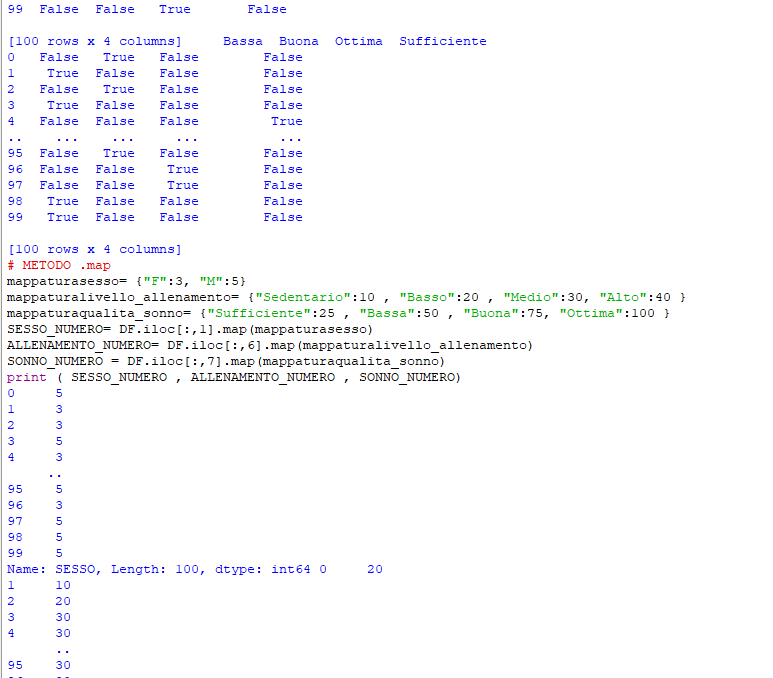 99  False  False   True       False

[100 rows x 4 columns]     Bassa  Buona  Ottima  Sufficiente
0   False   True   False        False
1    True  False   False        False
2   False   True   False        False
3    True  False   False        False
4   False  False   False         True
..    ...    ...     ...          ...
95  False   True   False        False
96  False  False    True        False
97  False  False    True        False
98   True  False   False        False
99   True  False   False        False

[100 rows x 4 columns]
# METODO .map
mappaturasesso= {"F":3, "M":5}
mappaturalivello_allenamento= {"Sedentario":10 , "Basso":20 , "Medio":30, "Alto":40 }
mappaturaqualita_sonno= {"Sufficiente":25 , "Bassa":50 , "Buona":75, "Ottima":100 }
SESSO_NUMERO= DF.iloc[:,1].map(mappaturasesso)
ALLENAMENTO_NUMERO= DF.iloc[:,6].map(mappaturalivello_allenamento)
SONNO_NUMERO = DF.iloc[:,7].map(mappaturaqualita_sonno)
print ( SESSO_NUMERO , ALLENAMENTO_NUMERO , SONNO_NUMERO)
0     5
1     3
2     3
3     5
4     3
     ..
95    5
96    3
97    5
98    5
99    5
Name: SESSO, Length: 100, dtype: int64 0     20
1     10
2     20
3     30
4     30
      ..
95    30